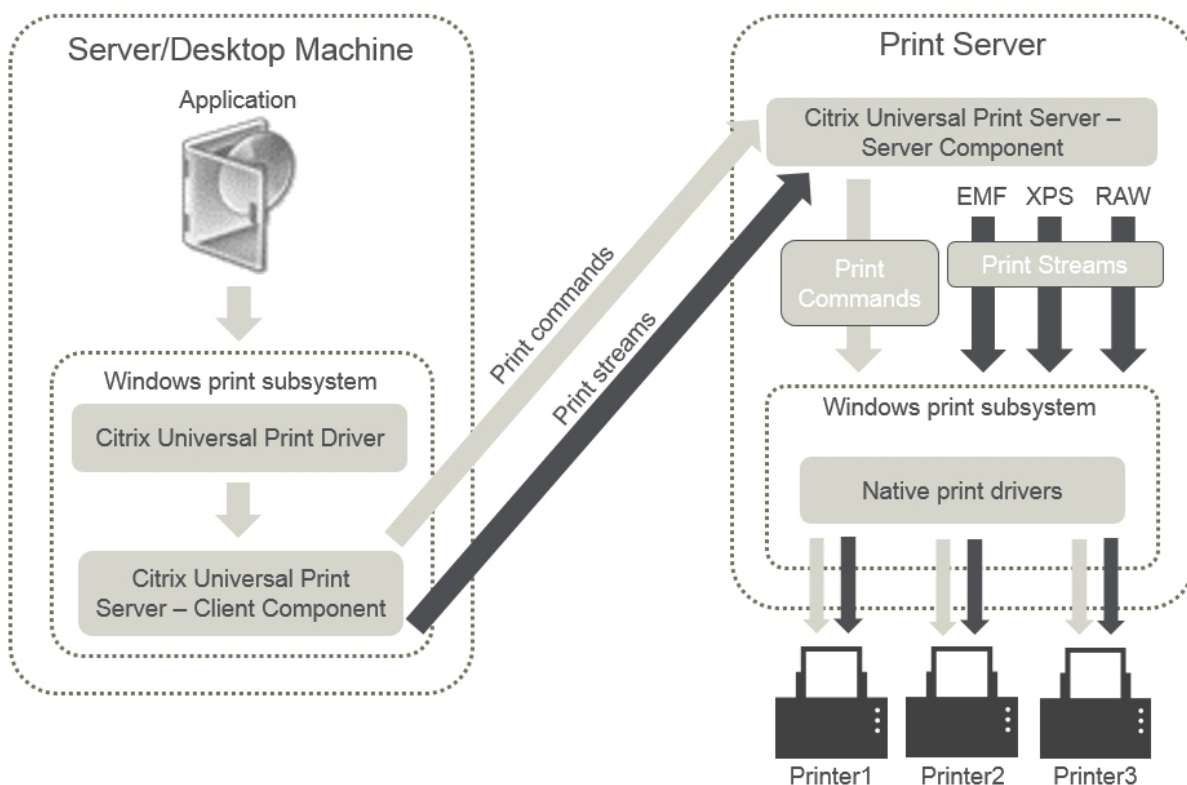 Server/Desktop Machine
Application
Windows print subsystem
Citrix Universal Print Driver
Citrix Universal Print
Server – Client Component
Print commands
Print streams
Print Server
Citrix Universal Print Server –
Server Component
EMF XPS RAW
Print
Commands
Print Streams
Windows print subsystem
Native print drivers
Printer1 Printer2 Printer3